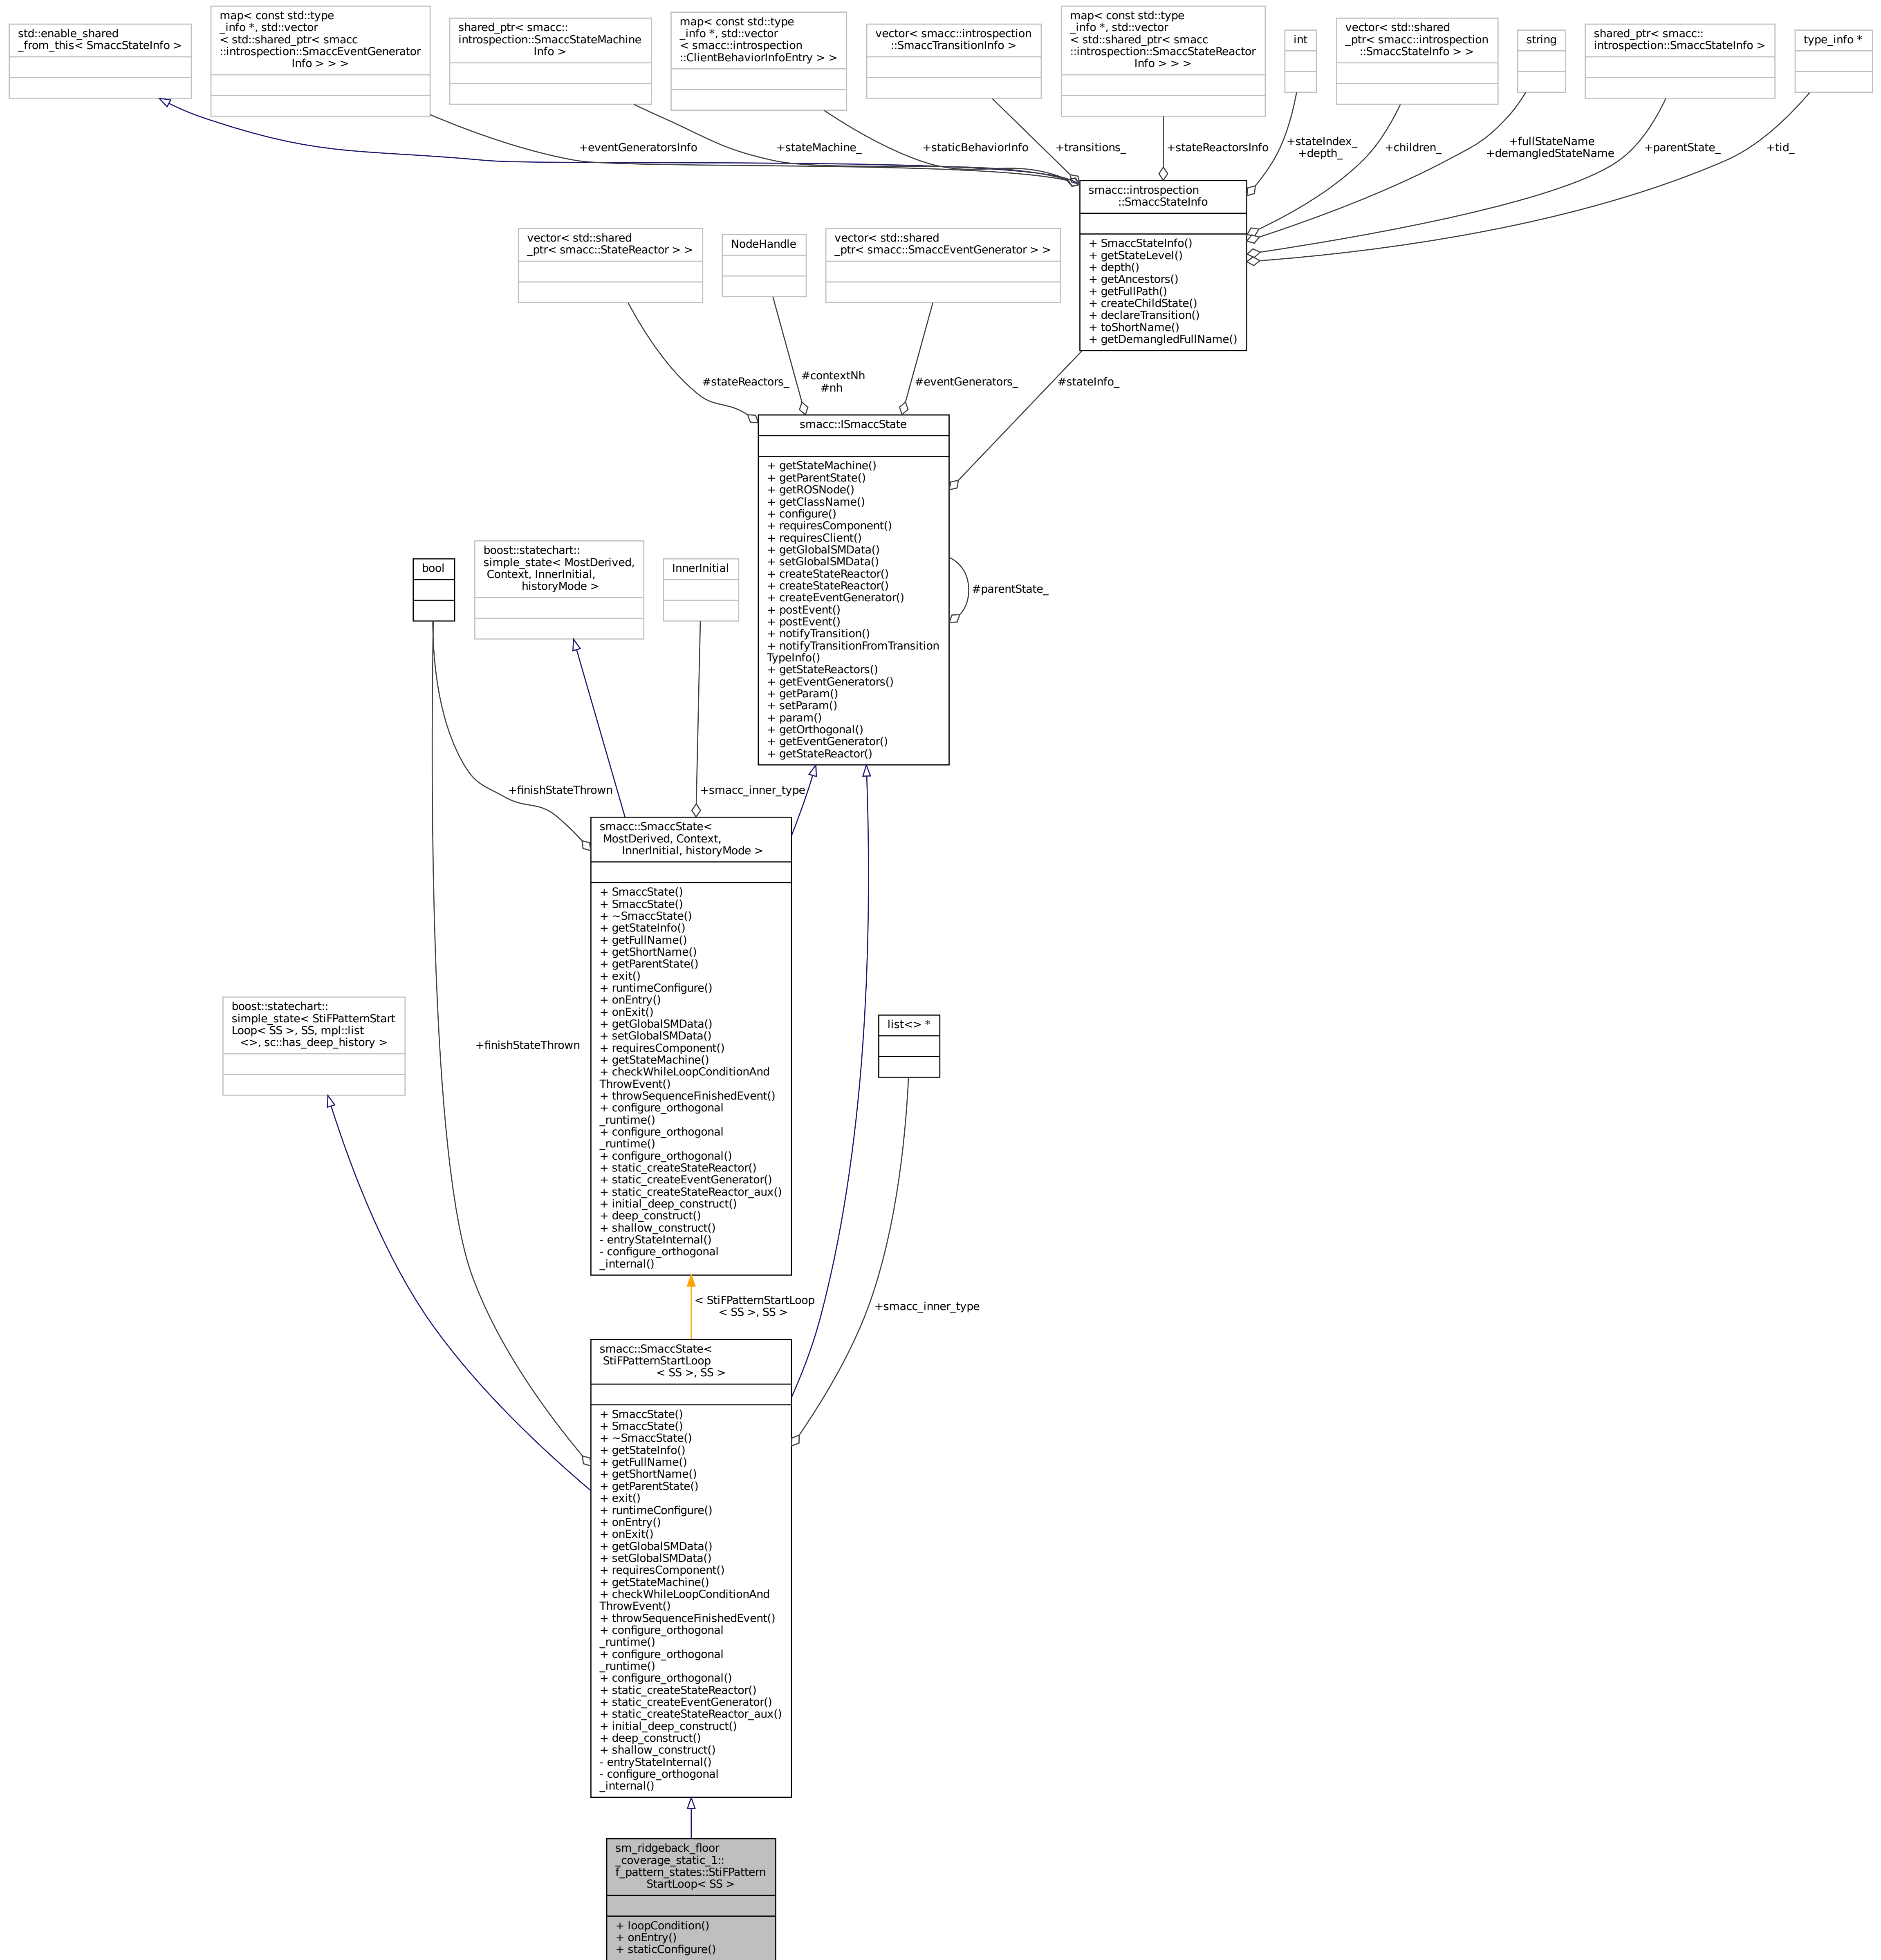 std::enable_shared
_from_this< SmaccStateInfo >
map< const std::type
_info *, std::vector
< std::shared_ptr< smacc
::introspection::SmaccEventGenerator
Info > > >
shared_ptr< smacc::
introspection::SmaccStateMachine
Info >
map< const std::type
_info *, std::vector
< smacc::introspection
::ClientBehaviorInfoEntry > >
vector< smacc::introspection
::SmaccTransitionInfo >
map< const std::type
_info *, std::vector
< std::shared_ptr< smacc
::introspection::SmaccStateReactor
Info > > >
int
vector< std::shared
_ptr< smacc::introspection
::SmaccStateInfo > >
string
shared_ptr< smacc::
introspection::SmaccStateInfo >
type_info *
+eventGeneratorsInfo
+stateMachine_
+staticBehaviorInfo
+transitions_
+stateReactorsInfo
+stateIndex_
+depth_
+children_
+fullStateName
+demangledStateName
+parentState_
+tid_
smacc::introspection
::SmaccStateInfo
+ SmaccStateInfo()
+ getStateLevel()
+ depth()
+ getAncestors()
+ getFullPath()
+ createChildState()
+ declareTransition()
+ toShortName()
+ getDemangledFullName()
vector< std::shared
_ptr< smacc::StateReactor > >
NodeHandle
vector< std::shared
_ptr< smacc::SmaccEventGenerator > >
#stateReactors_
#contextNh
#nh
#eventGenerators_
#stateInfo_
smacc::ISmaccState
+ getStateMachine()
+ getParentState()
+ getROSNode()
+ getClassName()
+ configure()
+ requiresComponent()
+ requiresClient()
+ getGlobalSMData()
+ setGlobalSMData()
+ createStateReactor()
+ createStateReactor()
+ createEventGenerator()
+ postEvent()
+ postEvent()
+ notifyTransition()
+ notifyTransitionFromTransition
TypeInfo()
+ getStateReactors()
+ getEventGenerators()
+ getParam()
+ setParam()
+ param()
+ getOrthogonal()
+ getEventGenerator()
+ getStateReactor()
#parentState_
bool
boost::statechart::
simple_state< MostDerived,
Context, InnerInitial,
historyMode >
InnerInitial
+finishStateThrown
+smacc_inner_type
smacc::SmaccState<
MostDerived, Context,
InnerInitial, historyMode >
+ SmaccState()
+ SmaccState()
+ ~SmaccState()
+ getStateInfo()
+ getFullName()
+ getShortName()
+ getParentState()
+ exit()
+ runtimeConfigure()
+ onEntry()
+ onExit()
+ getGlobalSMData()
+ setGlobalSMData()
+ requiresComponent()
+ getStateMachine()
+ checkWhileLoopConditionAnd
ThrowEvent()
+ throwSequenceFinishedEvent()
+ configure_orthogonal
_runtime()
+ configure_orthogonal
_runtime()
+ configure_orthogonal()
+ static_createStateReactor()
+ static_createEventGenerator()
+ static_createStateReactor_aux()
+ initial_deep_construct()
+ deep_construct()
+ shallow_construct()
- entryStateInternal()
- configure_orthogonal
_internal()
boost::statechart::
simple_state< StiFPatternStart
Loop< SS >, SS, mpl::list
<>, sc::has_deep_history >
+finishStateThrown
list<> *
< StiFPatternStartLoop
< SS >, SS >
+smacc_inner_type
smacc::SmaccState<
StiFPatternStartLoop
< SS >, SS >
+ SmaccState()
+ SmaccState()
+ ~SmaccState()
+ getStateInfo()
+ getFullName()
+ getShortName()
+ getParentState()
+ exit()
+ runtimeConfigure()
+ onEntry()
+ onExit()
+ getGlobalSMData()
+ setGlobalSMData()
+ requiresComponent()
+ getStateMachine()
+ checkWhileLoopConditionAnd
ThrowEvent()
+ throwSequenceFinishedEvent()
+ configure_orthogonal
_runtime()
+ configure_orthogonal
_runtime()
+ configure_orthogonal()
+ static_createStateReactor()
+ static_createEventGenerator()
+ static_createStateReactor_aux()
+ initial_deep_construct()
+ deep_construct()
+ shallow_construct()
- entryStateInternal()
- configure_orthogonal
_internal()
sm_ridgeback_floor
_coverage_static_1::
f_pattern_states::StiFPattern
StartLoop< SS >
+ loopCondition()
+ onEntry()
+ staticConfigure()